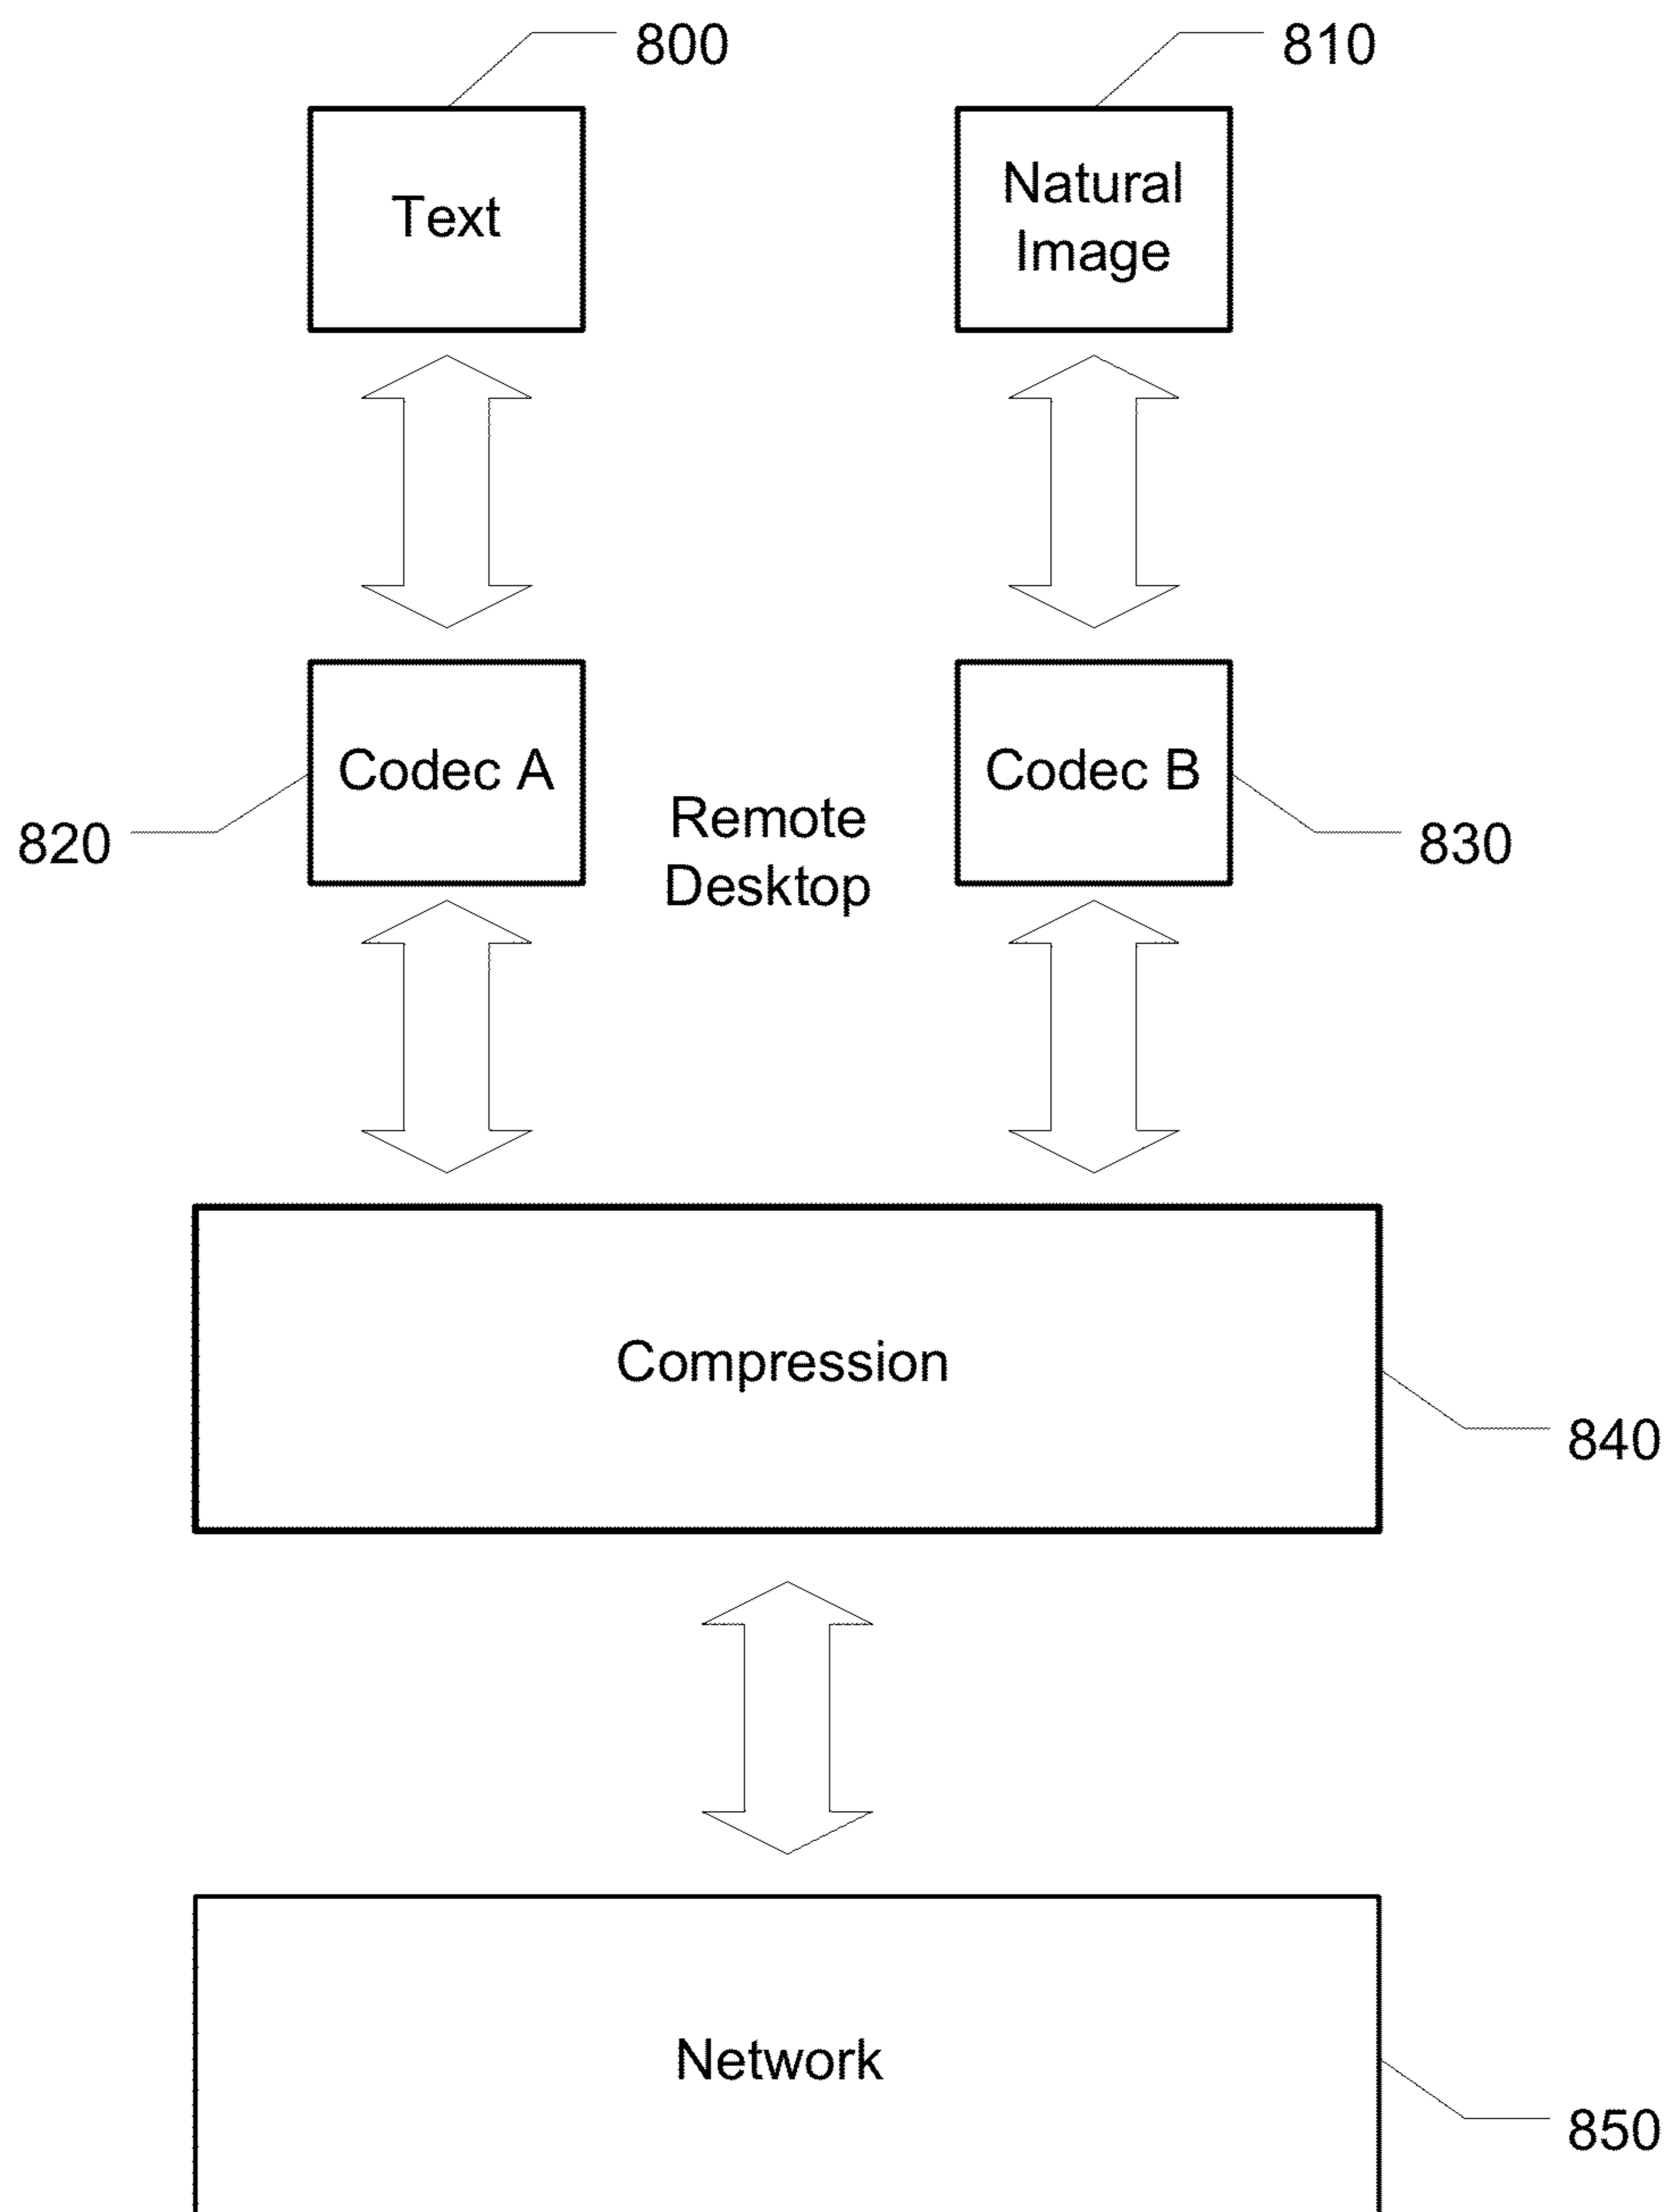 800
810
Text
Natural
Image
Codec A
Codec B
Remote
Desktop
820
830
Compression
840
Network
850